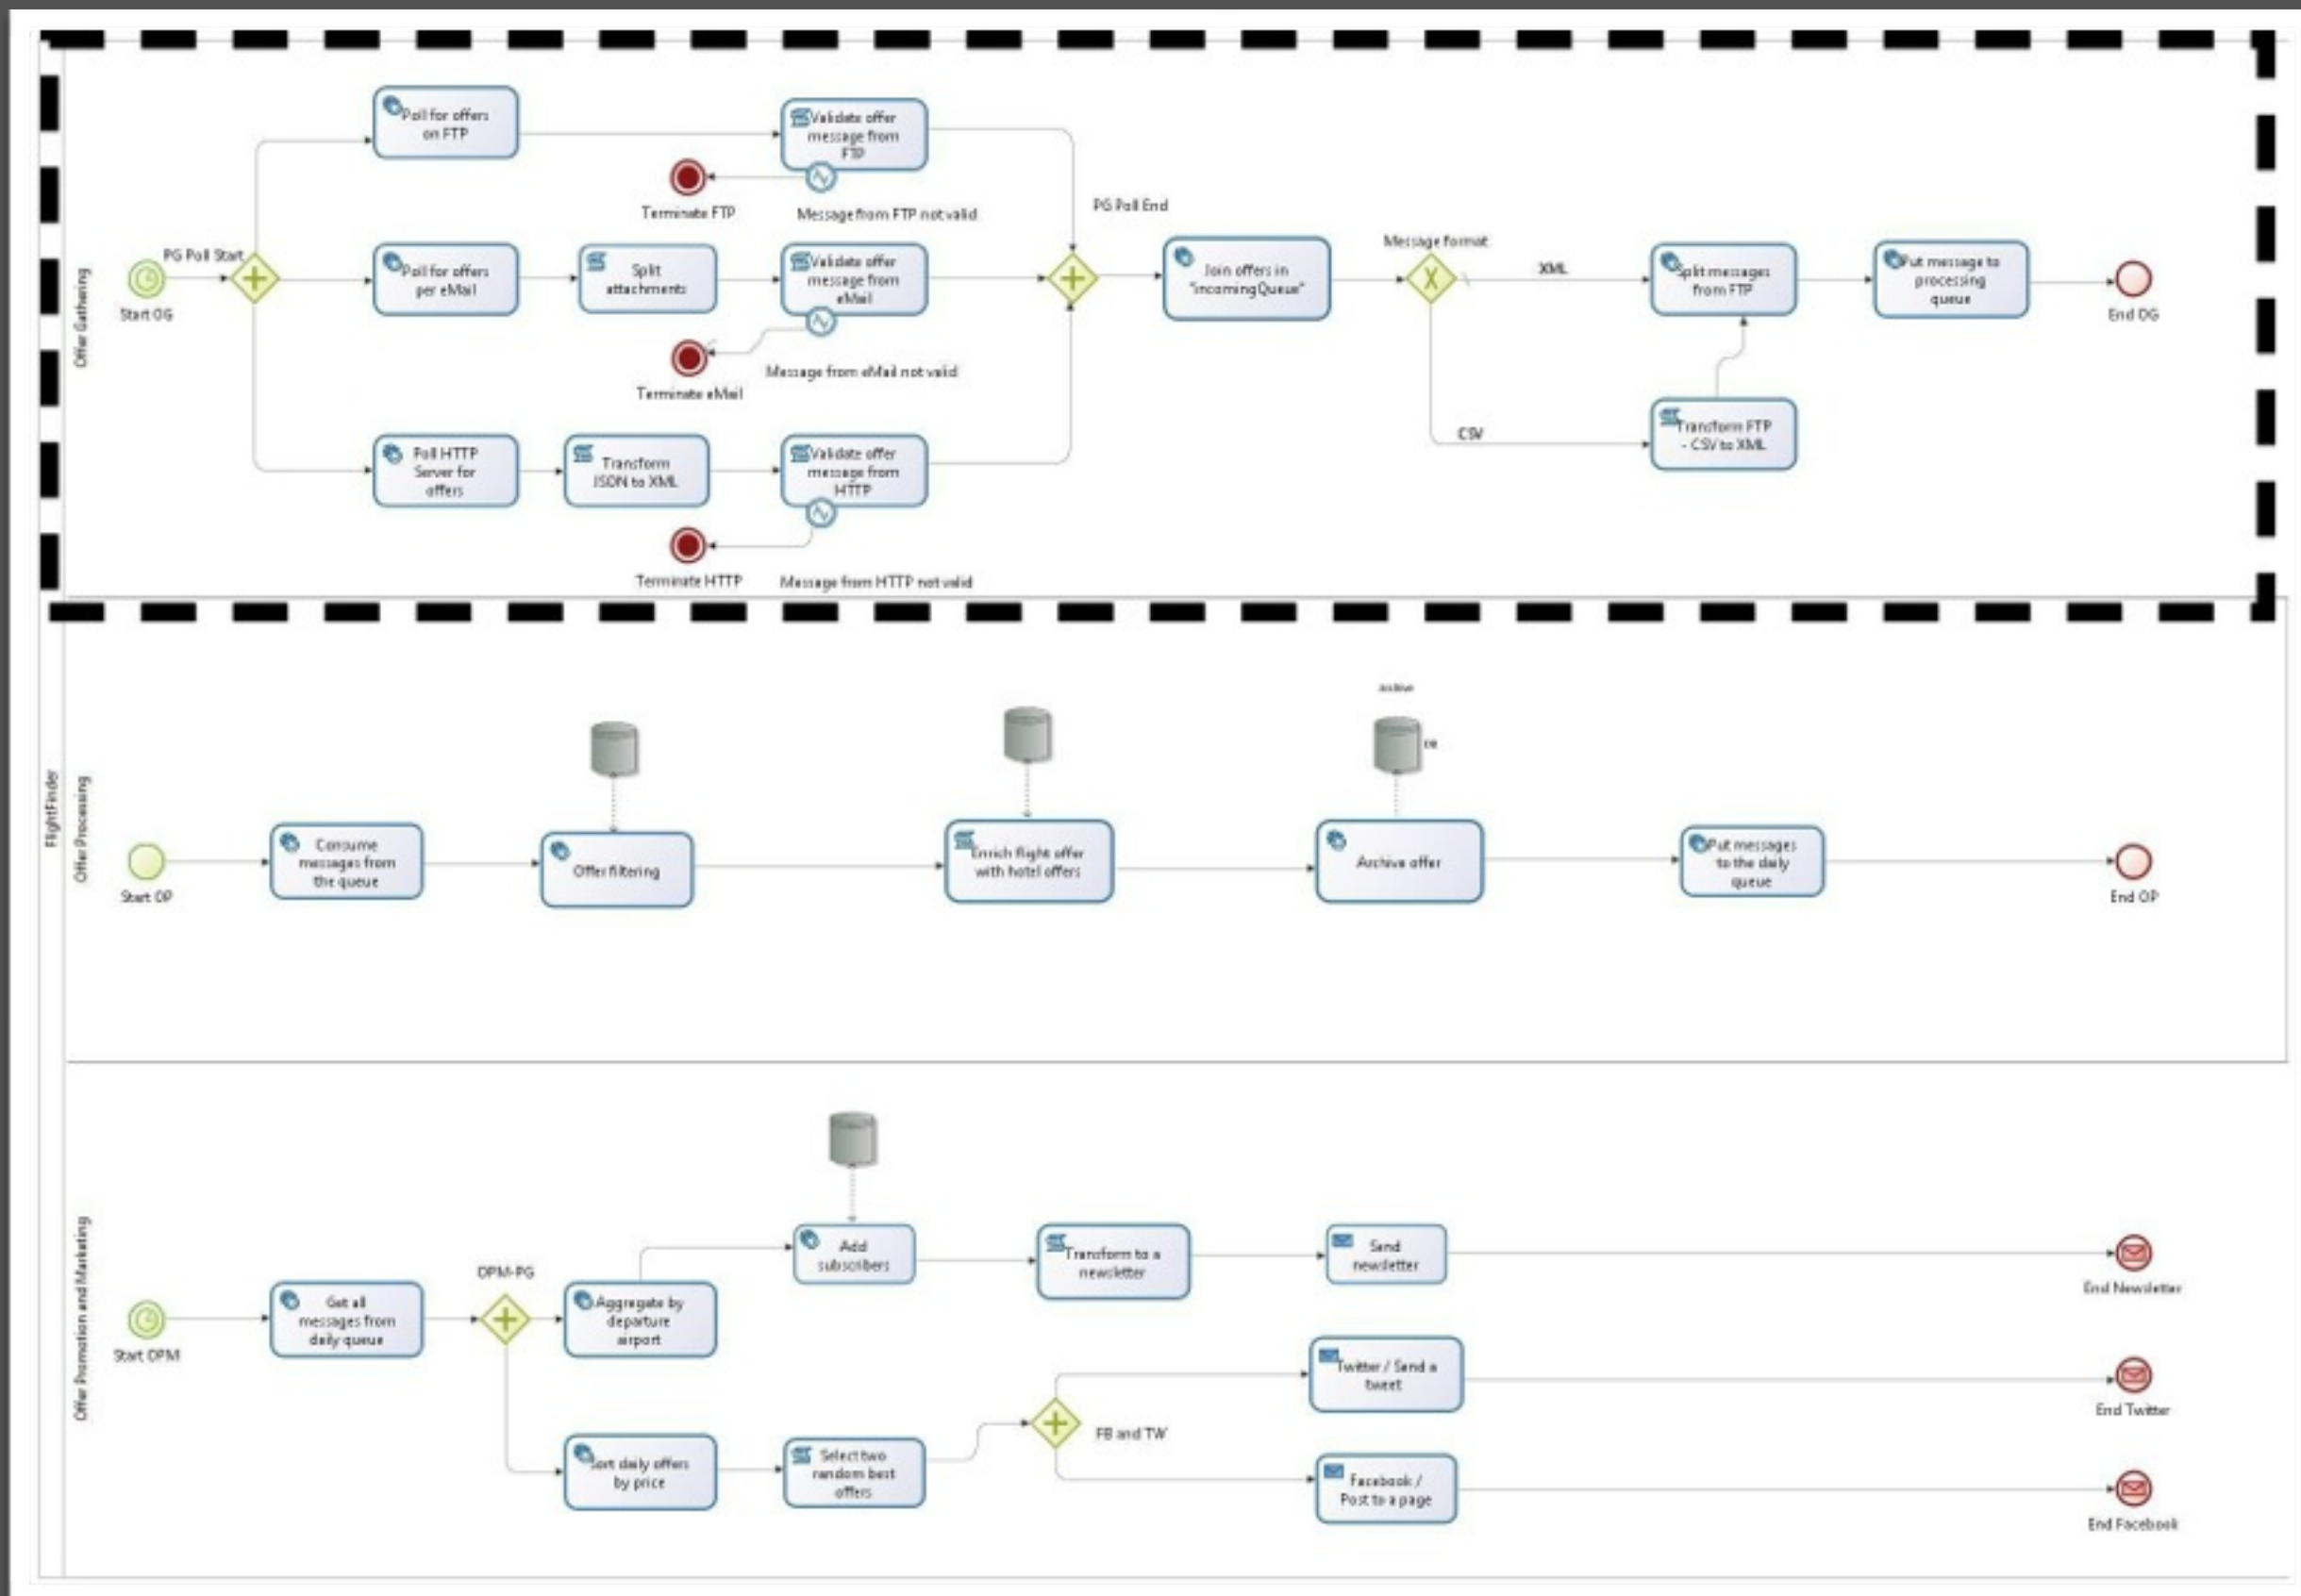 FlightFinder
Offer Gathering
Start OG
PG Poll Start
Poll for offers
on FTP
Validate offer
message from
FTP
Terminate FTP
Message from FTP not valid
Poll for offers
per eMail
Split
attachments
Validate offer
message from
eMail
Terminate eMail
Message from eMail not valid
Poll HTTP
Server for
offers
Transform
JSON to XML
Validate offer
message from
HTTP
Terminate HTTP
Message from HTTP not valid
PG Poll End
Join offers in
"incomingQueue"
Message format
XML
CSV
Split messages
from FTP
Transform FTP
- CSV to XML
Put message to
processing
queue
End OG
Offer Processing
Start OP
Consume
messages from
the queue
Offer filtering
Enrich flight offer
with hotel offers
archive
DB
Archive offer
Put messages
to the daily
queue
End OP
Offer Promotion and Marketing
Start OPM
Get all
messages from
daily queue
OPM-PG
Aggregate by
departure
airport
Add
subscribers
Transform to a
newsletter
Send
newsletter
End Newsletter
Sort daily offers
by price
Select two
random best
offers
FB and TW
Twitter / Send a
tweet
End Twitter
Facebook /
Post to a page
End Facebook